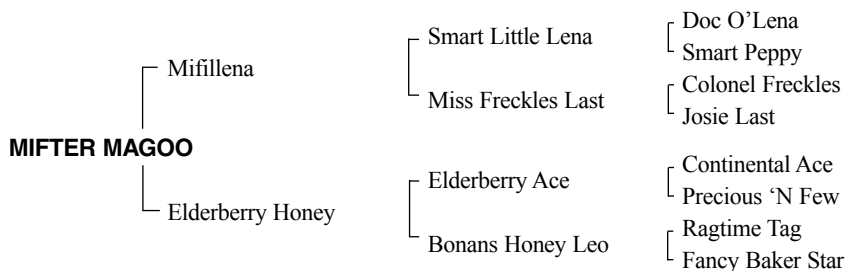 Doc O’Lena
Smart Little Lena
Smart Peppy
Mifillena
Colonel Freckles
Miss Freckles Last
Josie Last
MIFTER MAGOO
Continental Ace
Elderberry Ace
Precious ‘N Few
Elderberry Honey
Ragtime Tag
Bonans Honey Leo
Fancy Baker Star